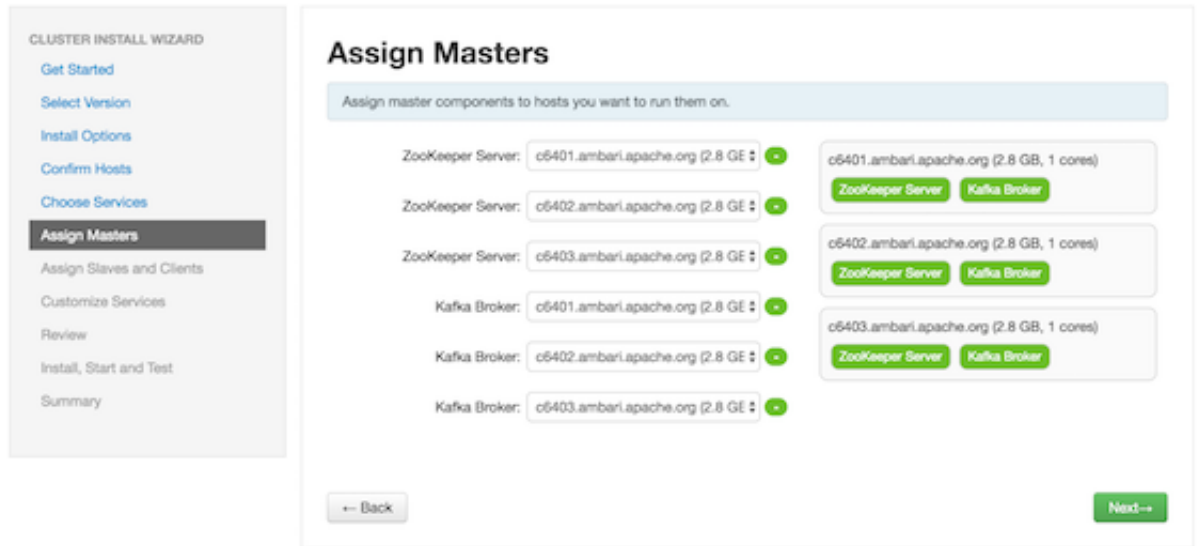 CLUSTER INSTALL WIZARD
Get Started
Select Version
Install Options
Confirm Hosts
Choose Services
Assign Masters
Assign Slaves and Clients
Customize Services
Review
Install, Start and Test
Summary
Assign Masters
Assign master components to hosts you want to run them on.
ZooKeeper Server: c6401.ambari.apache.org (2.8 GE -
ZooKeeper Server: c6402.ambari.apache.org (2.8 GE -
ZooKeeper Server: c6403.ambari.apache.org (2.8 GE -
Kafka Broker: c6401.ambari.apache.org (2.8 GE -
Kafka Broker: c6402.ambari.apache.org (2.8 GE -
Kafka Broker: c6403.ambari.apache.org (2.8 GE -
c6401.ambari.apache.org (2.8 GB, 1 cores)
ZooKeeper Server Kafka Broker
c6402.ambari.apache.org (2.8 GB, 1 cores)
ZooKeeper Server Kafka Broker
c6403.ambari.apache.org (2.8 GB, 1 cores)
ZooKeeper Server Kafka Broker
← Back
Next→